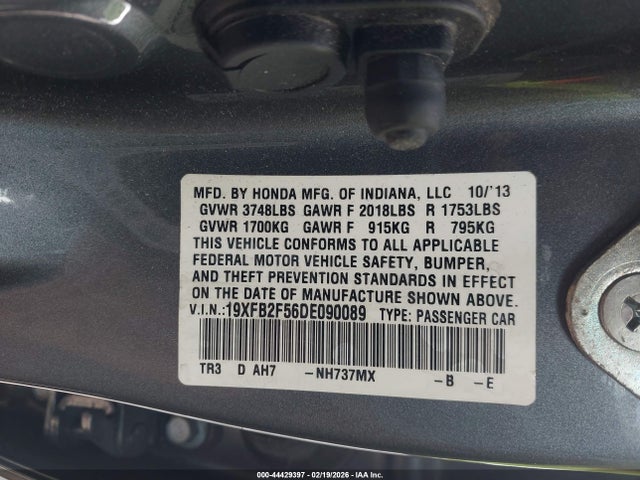 MFD. BY HONDA MFG. OF INDIANA, LLC 10/'13
GVWR 3748LBS GAWR F 2018LBS R 1753LBS
GVWR 1700KG GAWR F 915KG R 795KG
THIS VEHICLE CONFORMS TO ALL APPLICABLE
FEDERAL MOTOR VEHICLE SAFETY, BUMPER,
AND THEFT PREVENTION STANDARDS IN EFFECT
ON THE DATE OF MANUFACTURE SHOWN ABOVE.
V.I.N.: 19XFB2F56DE090089 TYPE: PASSENGER CAR
TR3 D AH7 -NH737MX -B -E
000-44429397 - 02/19/2026 - IAA Inc.